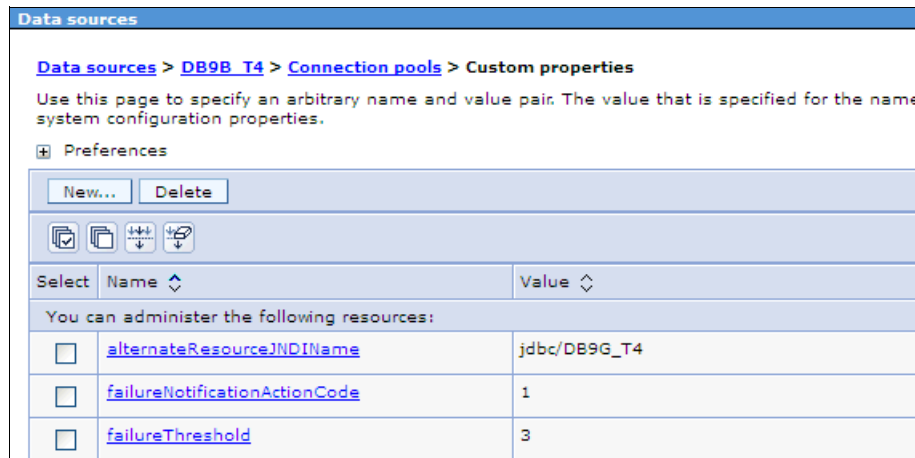 Data sources
Data sources > DB9B_T4 > Connection pools > Custom properties
Use this page to specify an arbitrary name and value pair. The value that is specified for the name
system configuration properties.
Preferences
New... Delete
Select Name Value
You can administer the following resources:
alternateResourceJNDIName jdbc/DB9G_T4
failureNotificationActionCode 1
failureThreshold 3